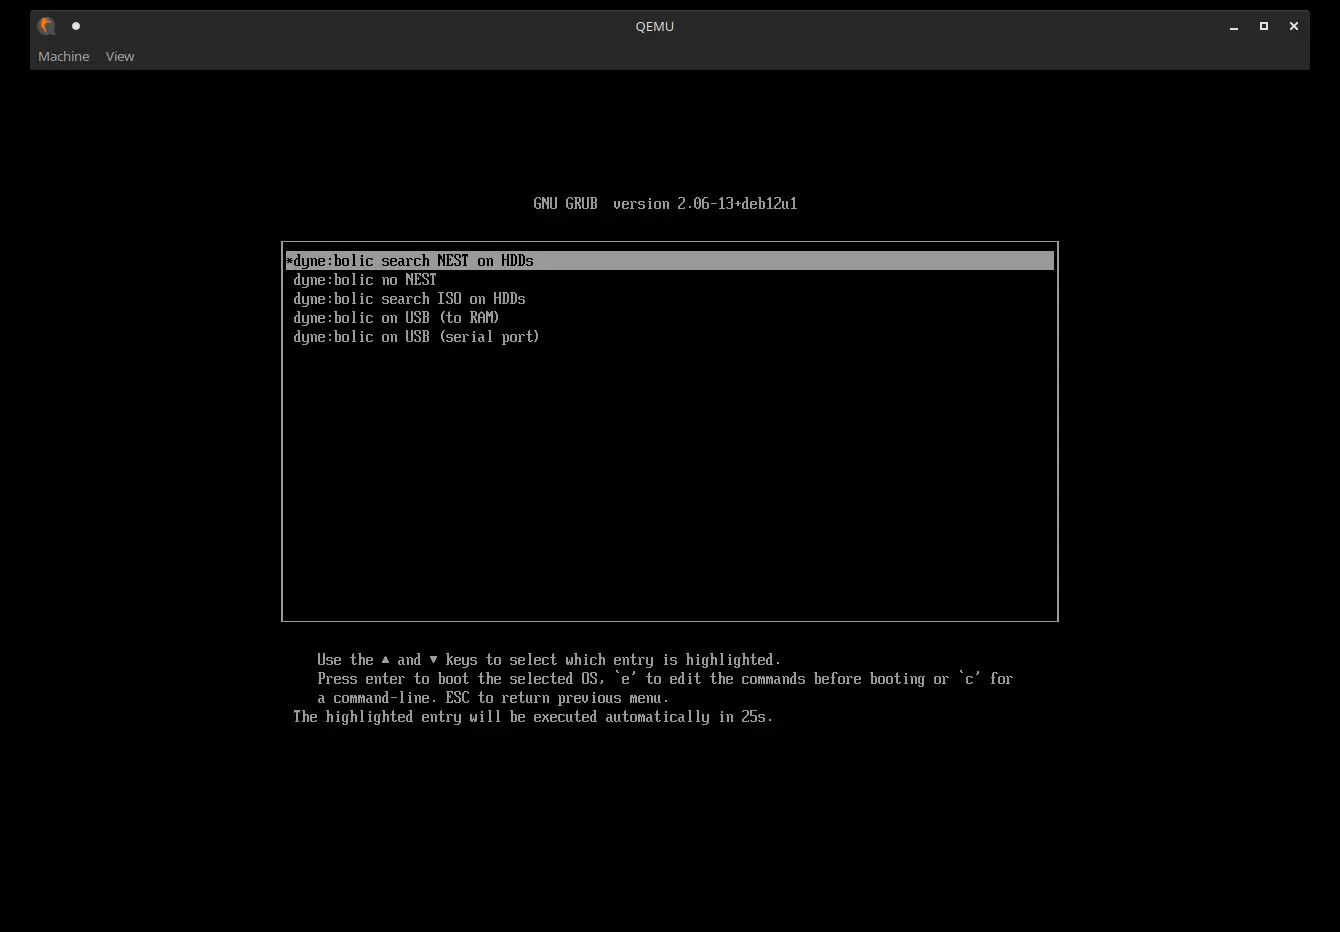 QEMU
Machine View
GNU GRUB version 2.06-13+deb12u1
*dyne:bolic search NEST on HDDs
dyne:bolic no NEST
dyne:bolic search ISO on HDDs
dyne:bolic on USB (to RAM)
dyne:bolic on USB (serial port)
Use the ▲ and ▼ keys to select which entry is highlighted.
Press enter to boot the selected OS, `e' to edit the commands before booting or `c' for
a command-line. ESC to return previous menu.
The highlighted entry will be executed automatically in 25s.